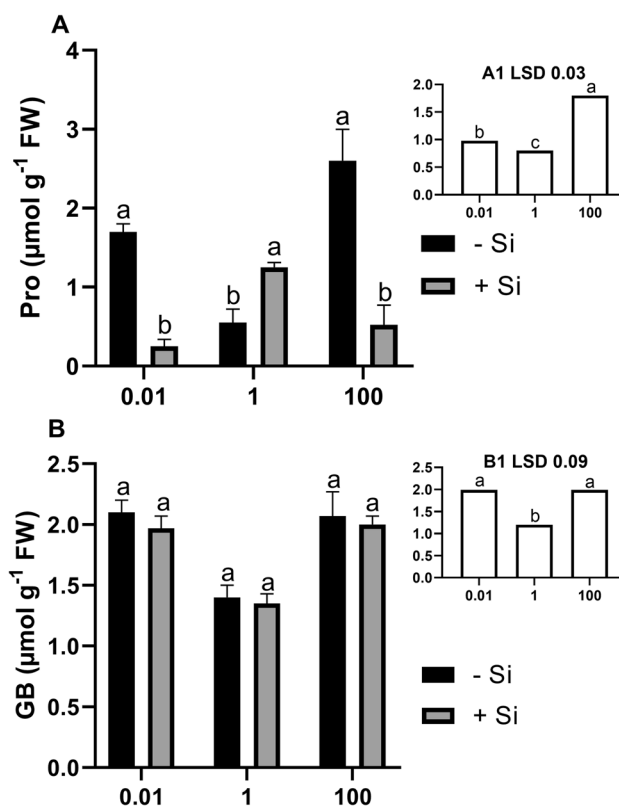 A
Pro (µmol g⁻¹ FW)
4
3
2
1
0
a
b
b
a
a
b
0.01
1
100
A1 LSD 0.03
2.0
1.5
1.0
0.5
0.0
b
c
a
0.01
1
100
- Si
+ Si
B
GB (µmol g⁻¹ FW)
2.5
2.0
1.5
1.0
0.5
0.0
a
a
a
a
a
a
0.01
1
100
B1 LSD 0.09
2.5
2.0
1.5
1.0
0.5
0.0
a
b
a
0.01
1
100
- Si
+ Si